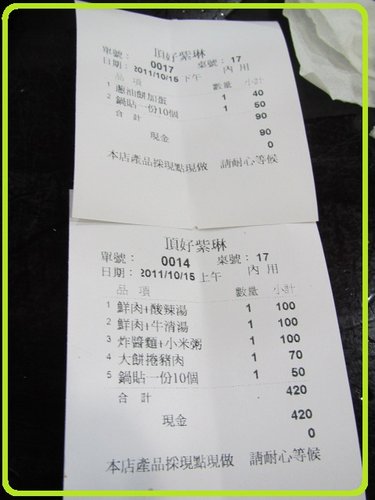 頂好紫琳
單號： 0017 桌號：17
日期：2011/10/15 下午 內 用
品 項 數量 小計
1 蔥油餅加蛋 1 40
2 鍋貼一份10個 1 50
合 計 90
現金 90
0
本店產品採現點現做 請耐心等候
頂好紫琳
單號： 0014 桌號：17
日期：2011/10/15 上午 內 用
品 項 數量 小計
1 鮮肉+酸辣湯 1 100
2 鮮肉+牛清湯 1 100
3 炸醬麵+小米粥 1 100
4 大餅捲豬肉 1 70
5 鍋貼一份10個 1 50
合 計 420
現金 420
0
本店產品採現點現做 請耐心等候